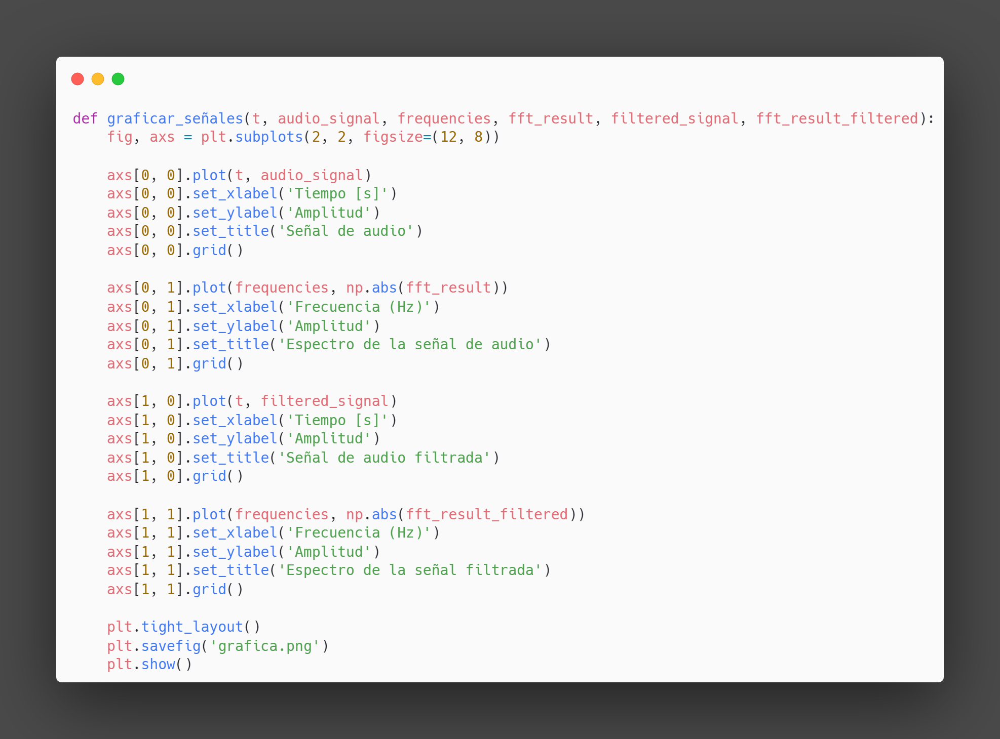 def graficar_señales(t, audio_signal, frequencies, fft_result, filtered_signal, fft_result_filtered):
    fig, axs = plt.subplots(2, 2, figsize=(12, 8))

    axs[0, 0].plot(t, audio_signal)
    axs[0, 0].set_xlabel('Tiempo [s]')
    axs[0, 0].set_ylabel('Amplitud')
    axs[0, 0].set_title('Señal de audio')
    axs[0, 0].grid()

    axs[0, 1].plot(frequencies, np.abs(fft_result))
    axs[0, 1].set_xlabel('Frecuencia (Hz)')
    axs[0, 1].set_ylabel('Amplitud')
    axs[0, 1].set_title('Espectro de la señal de audio')
    axs[0, 1].grid()

    axs[1, 0].plot(t, filtered_signal)
    axs[1, 0].set_xlabel('Tiempo [s]')
    axs[1, 0].set_ylabel('Amplitud')
    axs[1, 0].set_title('Señal de audio filtrada')
    axs[1, 0].grid()

    axs[1, 1].plot(frequencies, np.abs(fft_result_filtered))
    axs[1, 1].set_xlabel('Frecuencia (Hz)')
    axs[1, 1].set_ylabel('Amplitud')
    axs[1, 1].set_title('Espectro de la señal filtrada')
    axs[1, 1].grid()

    plt.tight_layout()
    plt.savefig('grafica.png')
    plt.show()